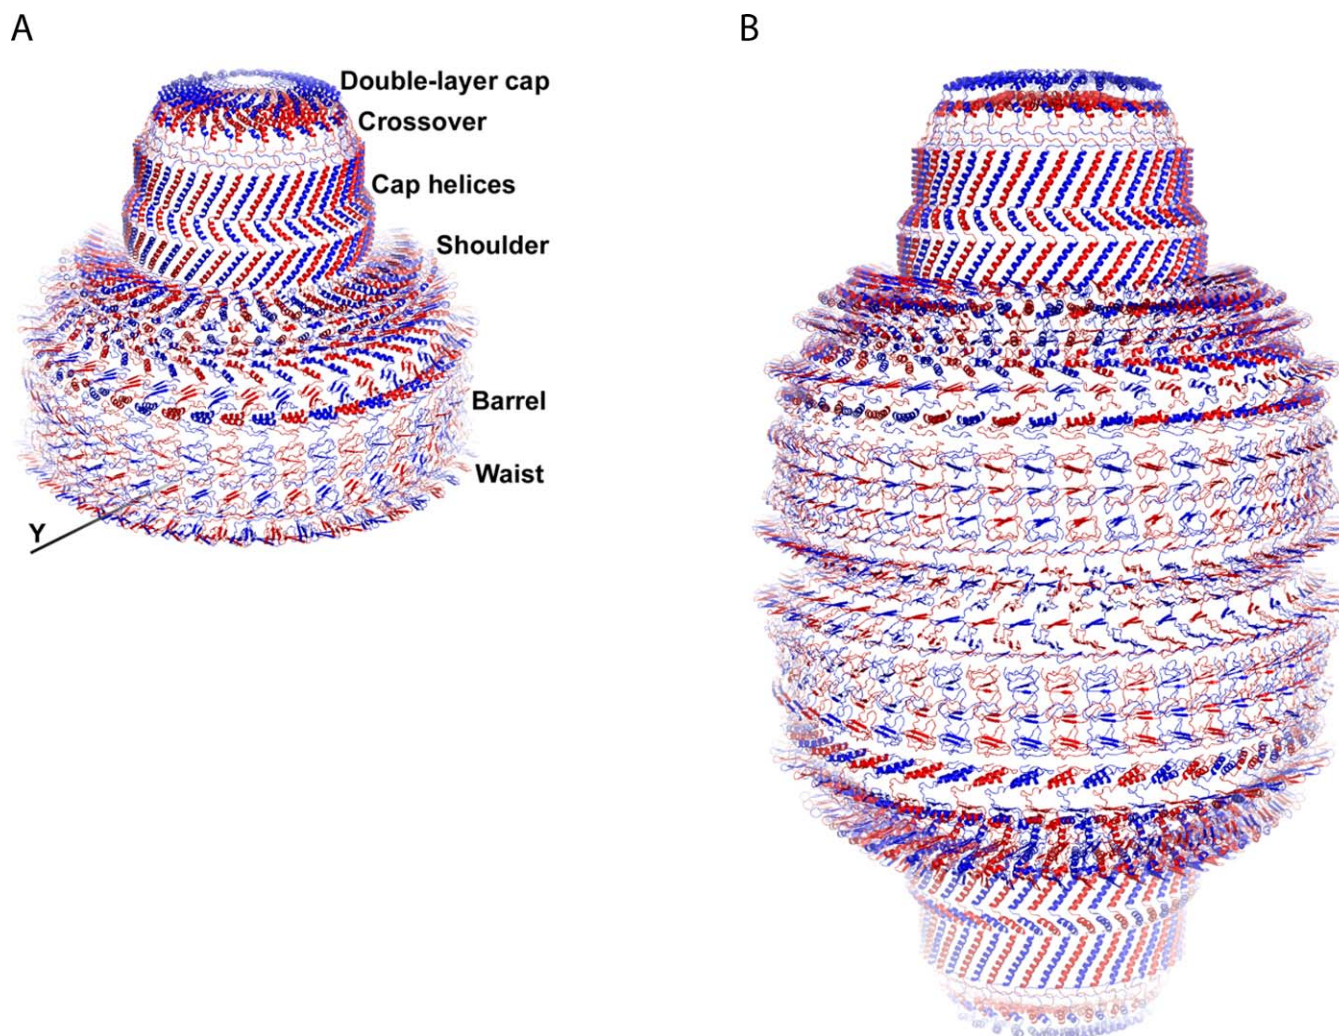 A
B
Double-layer cap
Crossover
Cap helices
Shoulder
Barrel
Waist
Y